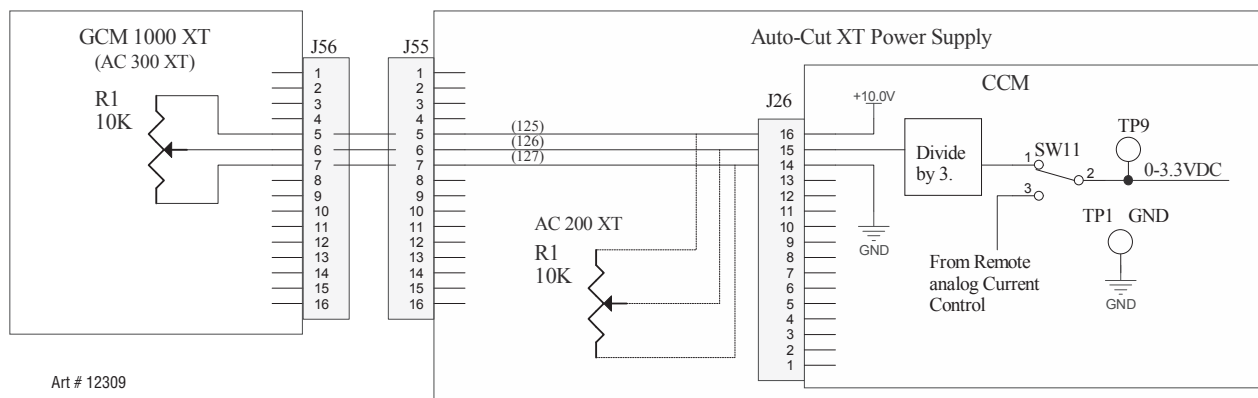 GCM 1000 XT
(AC 300 XT)
R1
10K
J56
1
2
3
4
5
6
7
8
9
10
11
12
13
14
15
16
J55
1
2
3
4
5
6
7
8
9
10
11
12
13
14
15
16
Auto-Cut XT Power Supply
(125)
(126)
(127)
AC 200 XT
R1
10K
J26
16
15
14
13
12
11
10
9
8
7
6
5
4
3
2
1
CCM
+10.0V
GND
Divide
by 3.
SW11
1
2
3
TP9
0-3.3VDC
TP1 GND
GND
From Remote
analog Current
Control
Art # 12309